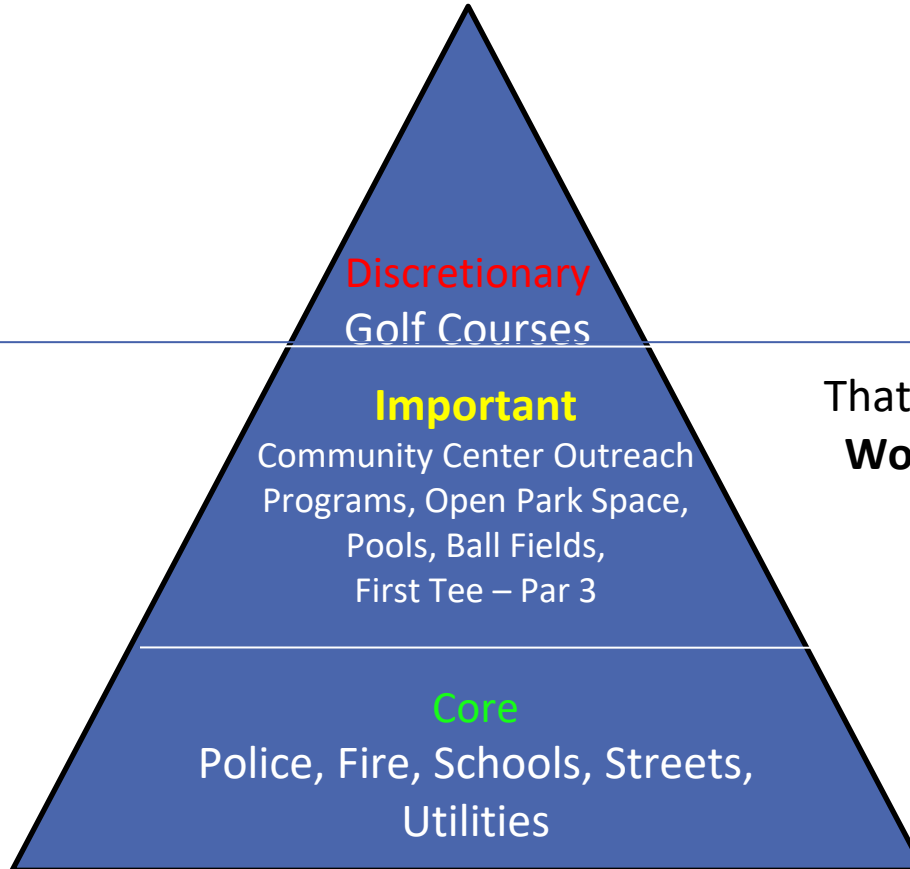 Discretionary
Golf Courses
Important
Community Center Outreach
Programs, Open Park Space,
Pools, Ball Fields,
First Tee – Par 3
That
Core
Police, Fire, Schools, Streets,
Utilities